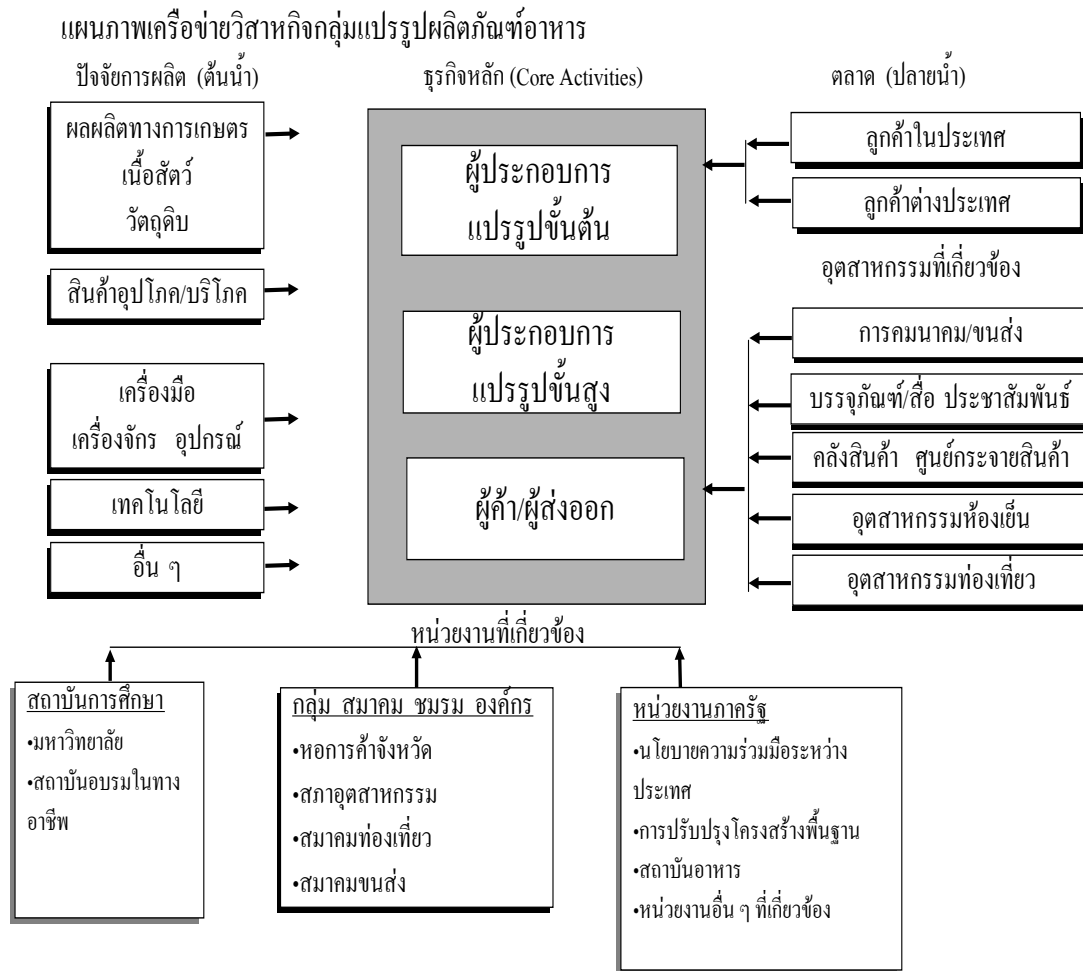 แผนภาพเครือข่ายวิสาหกิจกลุ่มแปรรูปผลิตภัณฑ์อาหาร
ปัจจัยการผลิต (ต้นน้ำ)
ธุรกิจหลัก (Core Activities)
ตลาด (ปลายน้ำ)
ผลผลิตทางการเกษตร
เนื้อสัตว์
วัตถุดิบ
สินค้าอุปโภค/บริโภค
เครื่องมือ
เครื่องจักร อุปกรณ์
เทคโนโลยี
อื่น ๆ
ผู้ประกอบการ
แปรรูปขั้นต้น
ผู้ประกอบการ
แปรรูปขั้นสูง
ผู้ค้า/ผู้ส่งออก
ลูกค้าในประเทศ
ลูกค้าต่างประเทศ
อุตสาหกรรมที่เกี่ยวข้อง
การคมนาคม/ขนส่ง
บรรจุภัณฑ์/สื่อ ประชาสัมพันธ์
คลังสินค้า ศูนย์กระจายสินค้า
อุตสาหกรรมห้องเย็น
อุตสาหกรรมท่องเที่ยว
หน่วยงานที่เกี่ยวข้อง
สถาบันการศึกษา
•มหาวิทยาลัย
•สถาบันอบรมในทาง
อาชีพ
กลุ่ม สมาคม ชมรม องค์กร
•หอการค้าจังหวัด
•สภาอุตสาหกรรม
•สมาคมท่องเที่ยว
•สมาคมขนส่ง
หน่วยงานภาครัฐ
•นโยบายความร่วมมือระหว่าง
ประเทศ
•การปรับปรุงโครงสร้างพื้นฐาน
•สถาบันอาหาร
•หน่วยงานอื่น ๆ ที่เกี่ยวข้อง